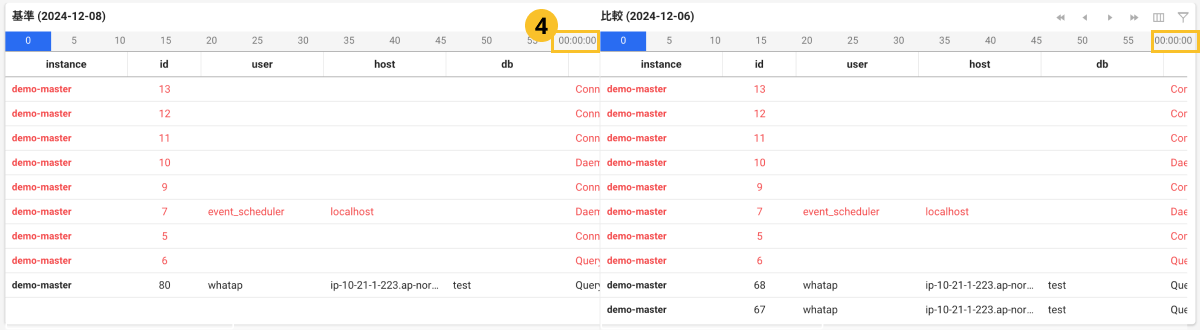 基準 (2024-12-08)
0 5 10 15 20 25 30 35 40 45 50 55 00:00:00
4
instance id user host db
demo-master 13 Conn
demo-master 12 Conn
demo-master 11 Conn
demo-master 10 Daem
demo-master 9 Conn
demo-master 7 event_scheduler localhost Daem
demo-master 5 Conn
demo-master 6 Query
demo-master 80 whatap ip-10-21-1-223.ap-nor... test Query
比較 (2024-12-06)
0 5 10 15 20 25 30 35 40 45 50 55 00:00:00
instance id user host db
demo-master 13 Con
demo-master 12 Con
demo-master 11 Con
demo-master 10 Dae
demo-master 9 Con
demo-master 7 event_scheduler localhost Dae
demo-master 5 Con
demo-master 6 Que
demo-master 68 whatap ip-10-21-1-223.ap-nor... test Que
demo-master 67 whatap ip-10-21-1-223.ap-nor... test Que